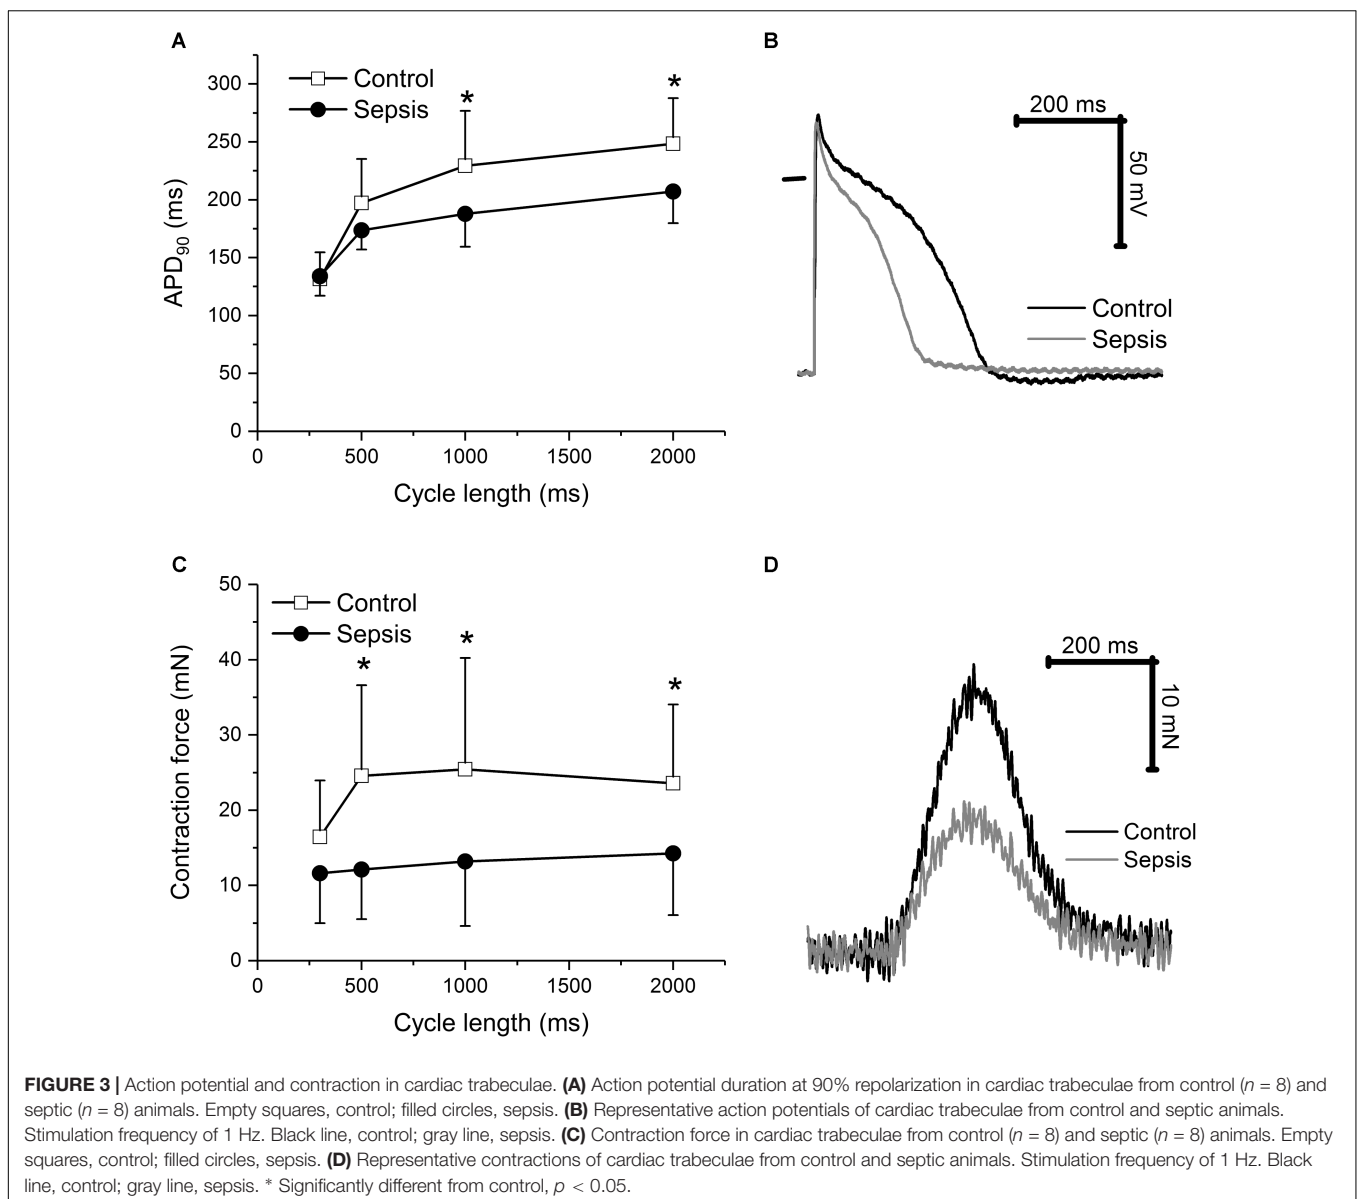 A
Control
Sepsis
*
*
300
250
200
150
100
50
0
APD90 (ms)
0 500 1000 1500 2000
Cycle length (ms)
B
200 ms
50 mV
Control
Sepsis
C
Control
Sepsis
*
*
*
50
40
30
20
10
0
Contraction force (mN)
0 500 1000 1500 2000
Cycle length (ms)
D
200 ms
10 mN
Control
Sepsis
FIGURE 3 | Action potential and contraction in cardiac trabeculae. (A) Action potential duration at 90% repolarization in cardiac trabeculae from control (n = 8) and
septic (n = 8) animals. Empty squares, control; filled circles, sepsis. (B) Representative action potentials of cardiac trabeculae from control and septic animals.
Stimulation frequency of 1 Hz. Black line, control; gray line, sepsis. (C) Contraction force in cardiac trabeculae from control (n = 8) and septic (n = 8) animals. Empty
squares, control; filled circles, sepsis. (D) Representative contractions of cardiac trabeculae from control and septic animals. Stimulation frequency of 1 Hz. Black
line, control; gray line, sepsis. * Significantly different from control, p < 0.05.